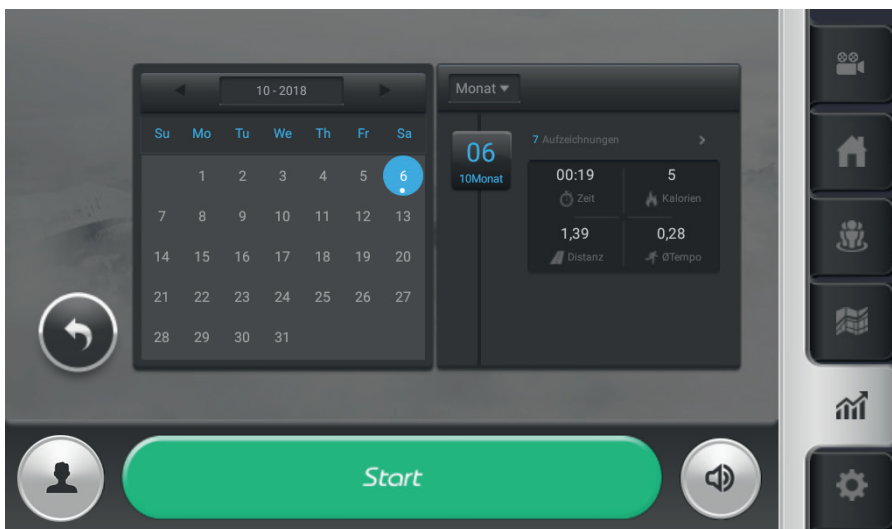 10 - 2018
Su Mo Tu We Th Fr Sa
1 2 3 4 5 6
7 8 9 10 11 12 13
14 15 16 17 18 19 20
21 22 23 24 25 26 27
28 29 30 31
Monat
06
10Monat
7 Aufzeichnungen
00:19 5
Zeit Kalorien
1,39 0,28
Distanz ØTempo
Start